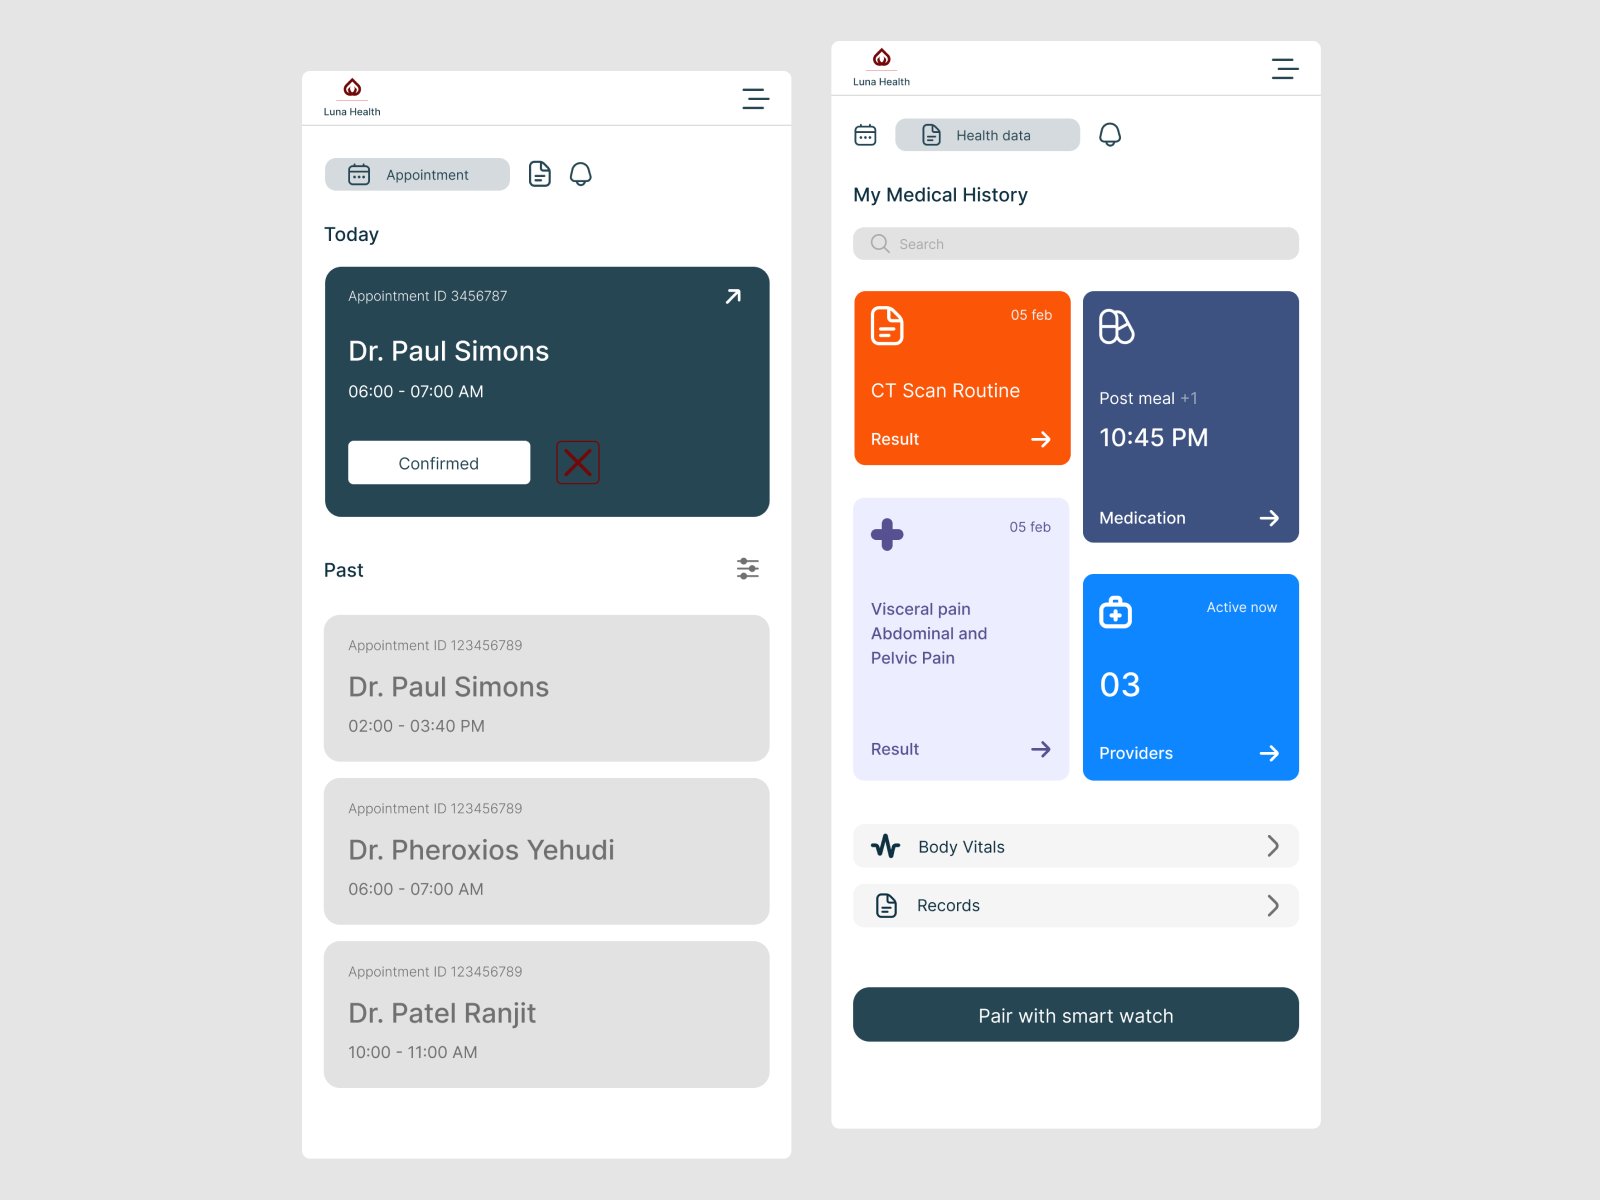 Luna Health
Appointment
Today
Appointment ID 3456787
Dr. Paul Simons
06:00 - 07:00 AM
Confirmed
Past
Appointment ID 123456789
Dr. Paul Simons
02:00 - 03:40 PM
Appointment ID 123456789
Dr. Pheroxios Yehudi
06:00 - 07:00 AM
Appointment ID 123456789
Dr. Patel Ranjit
10:00 - 11:00 AM
Luna Health
Health data
My Medical History
Search
05 feb
CT Scan Routine
Result
Post meal +1
10:45 PM
Medication
05 feb
Visceral pain
Abdominal and
Pelvic Pain
Result
Active now
03
Providers
Body Vitals
Records
Pair with smart watch